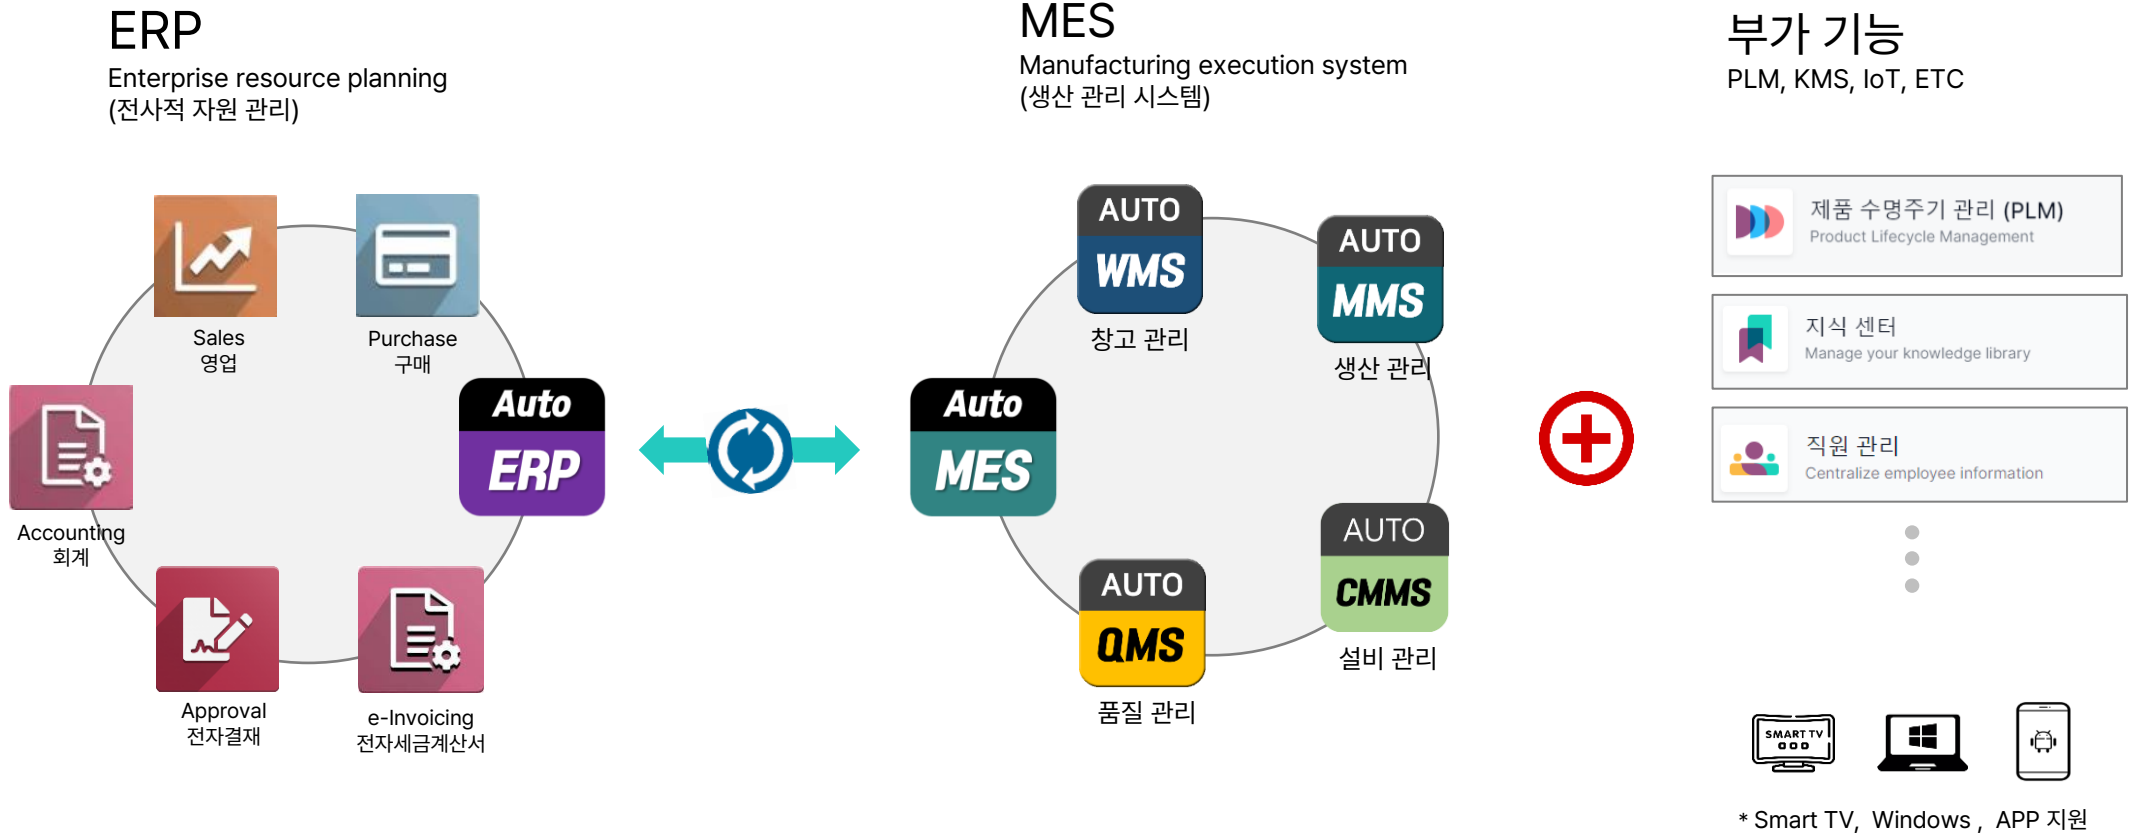 ERP
Enterprise resource planning
(전사적 자원 관리)
Sales
영업
Purchase
구매
Accounting
회계
Auto
ERP
Approval
전자결재
e-Invoicing
전자세금계산서
MES
Manufacturing execution system
(생산 관리 시스템)
AUTO
WMS
창고 관리
AUTO
MMS
생산 관리
Auto
MES
AUTO
CMMS
설비 관리
AUTO
QMS
품질 관리
부가 기능
PLM, KMS, IoT, ETC
제품 수명주기 관리 (PLM)
Product Lifecycle Management
지식 센터
Manage your knowledge library
직원 관리
Centralize employee information
SMART TV
* Smart TV, Windows , APP 지원